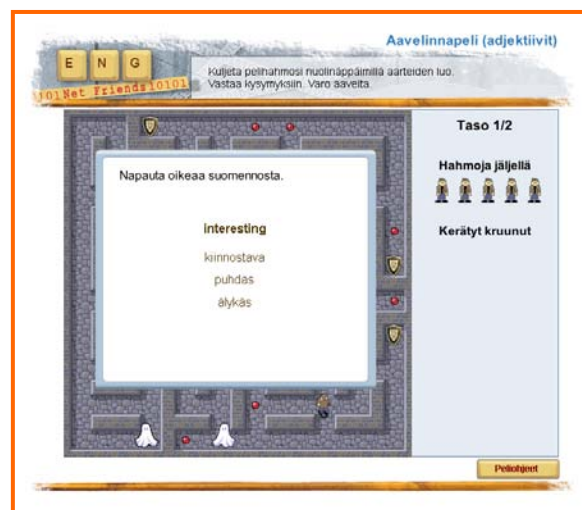 Aavelinnapeli (adjektiivit)
E N G
101Net Friends10101
Kuljeta pelihahmosi nuolinäppäimillä aarteiden luo.
Vastaa kysymyksiin. Varo aaveita.
Taso 1/2
Hahmoja jäljellä
Kerätyt kruunut
Napauta oikeaa suomennosta.
interesting
kiinnostava
puhdas
älykäs
Peliohjeet